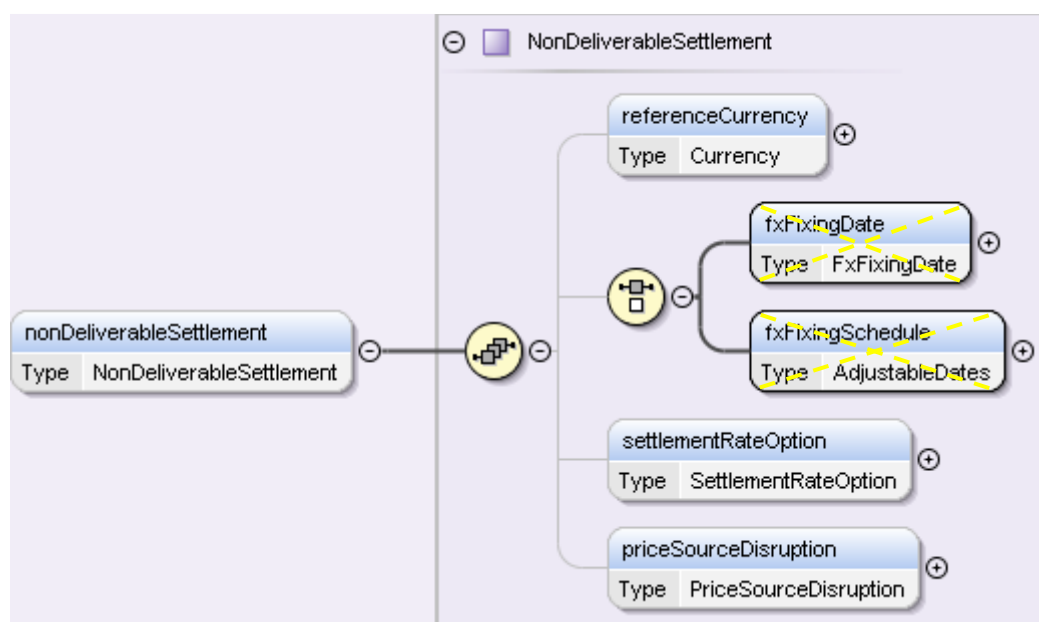 NonDeliverableSettlement
referenceCurrency
Type Currency
fxFixingDate
Type FxFixingDate
nonDeliverableSettlement
Type NonDeliverableSettlement
fxFixingSchedule
Type AdjustableDates
settlementRateOption
Type SettlementRateOption
priceSourceDisruption
Type PriceSourceDisruption